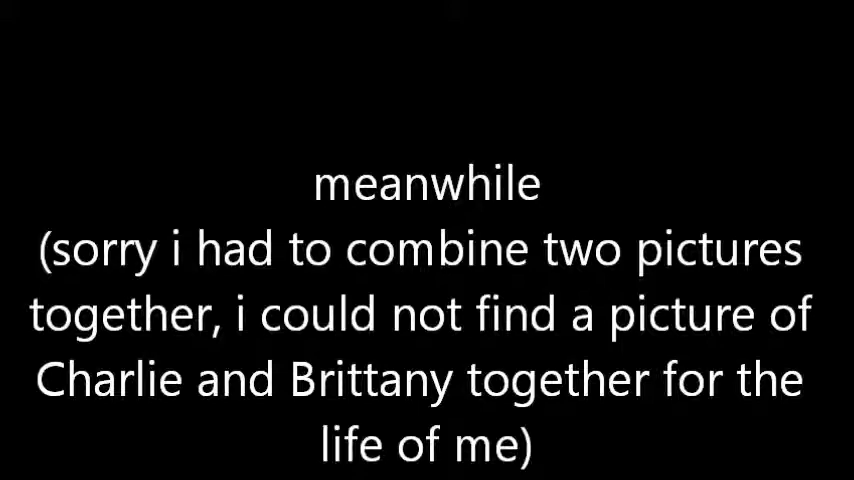 meanwhile
(sorry i had to combine two pictures
together, i could not find a picture of
Charlie and Brittany together for the
life of me)